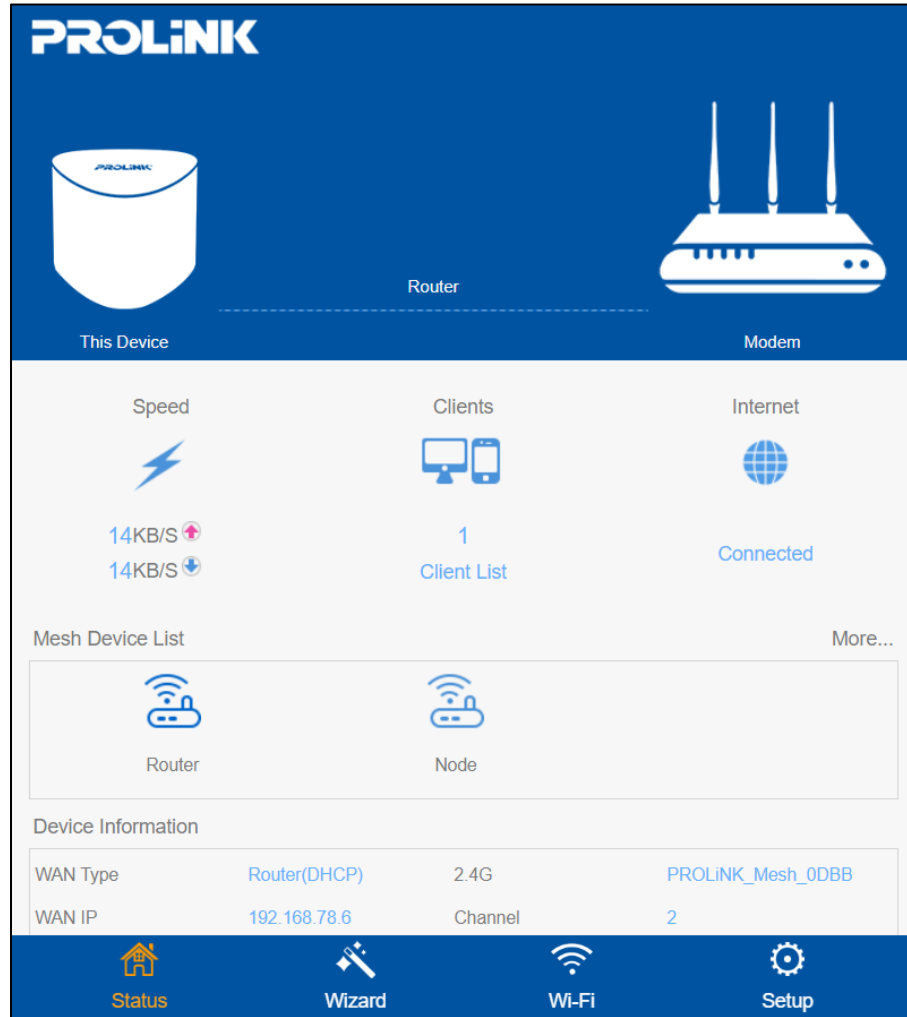 PROLiNK
PROLiNK
Router
This Device
Modem
Speed
Clients
Internet
14KB/S
1
Connected
14KB/S
Client List
Mesh Device List
More...
Router
Node
Device Information
WAN Type
Router(DHCP)
2.4G
PROLiNK_Mesh_0DBB
WAN IP
192.168.78.6
Channel
2
Status
Wizard
Wi-Fi
Setup